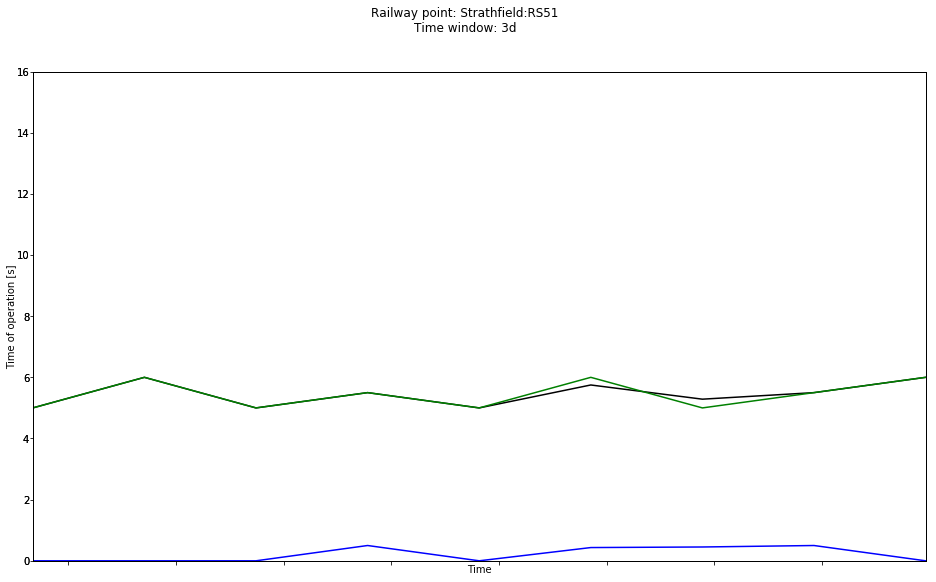 Railway point: Strathfield:RS51
Time window: 3d
16
14
12
10
8
6
4
2
0
Time of operation [s]
Time